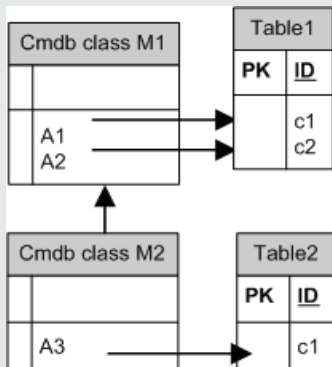 Cmdb class M1
A1
A2
Table1
PK ID
c1
c2
Cmdb class M2
A3
Table2
PK ID
c1